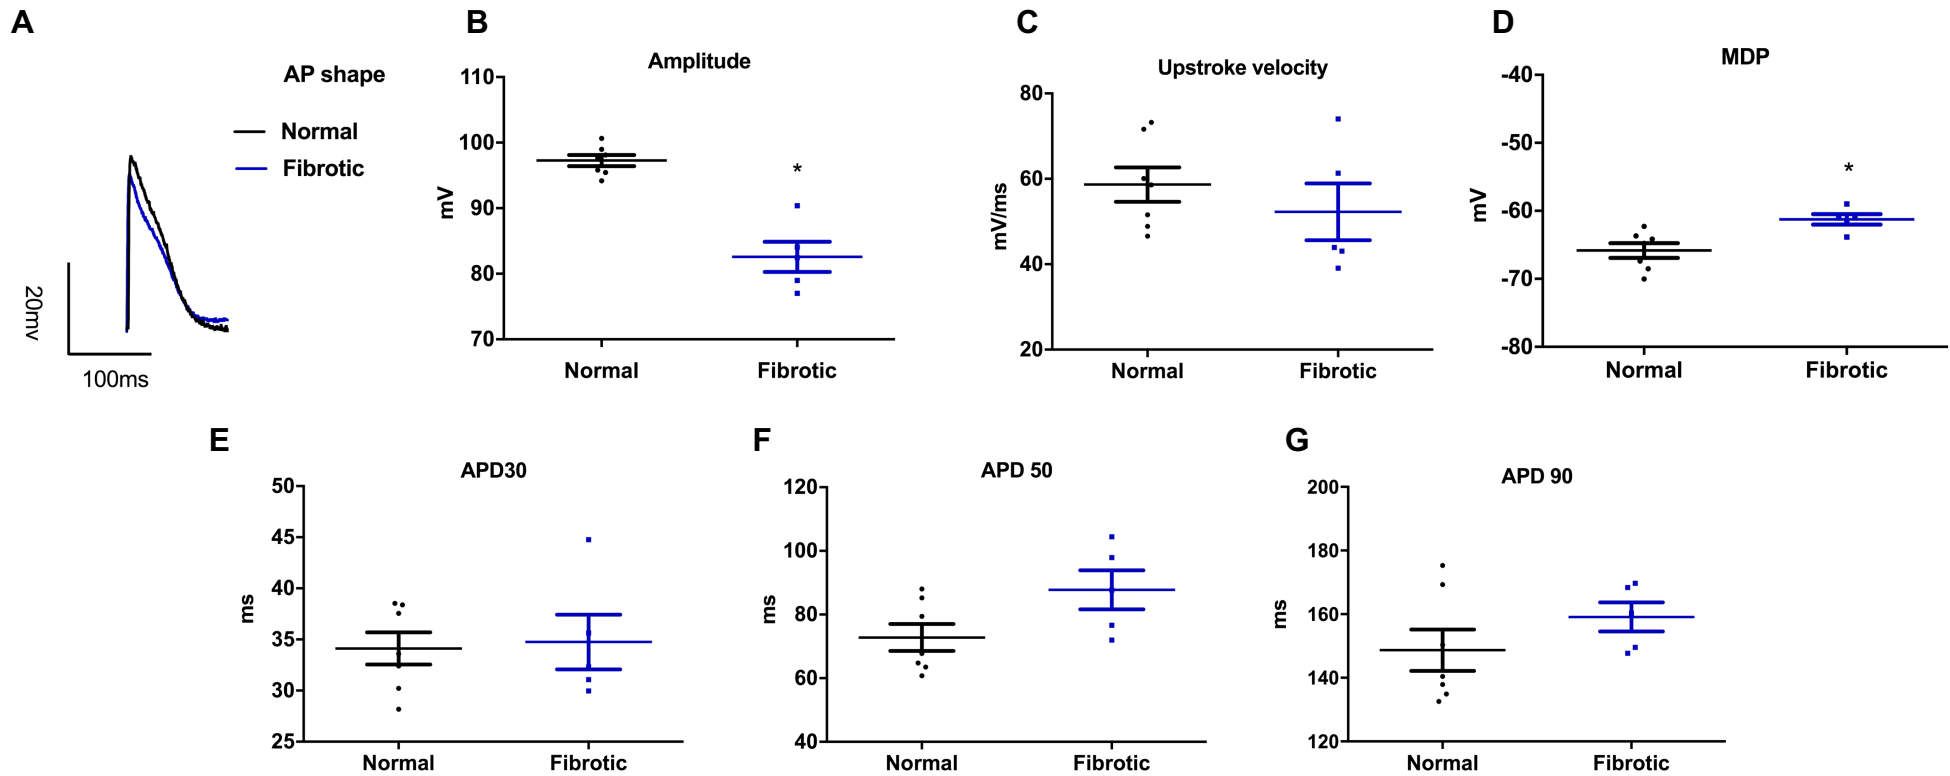 A
AP shape
Normal
Fibrotic
20mv
100ms
B
Amplitude
mV
110
100
90
80
70
*
Normal
Fibrotic
C
Upstroke velocity
mV/ms
80
60
40
20
Normal
Fibrotic
D
MDP
mV
-40
-50
-60
-70
-80
*
Normal
Fibrotic
E
APD30
ms
50
45
40
35
30
25
Normal
Fibrotic
F
APD 50
ms
120
100
80
60
40
Normal
Fibrotic
G
APD 90
ms
200
180
160
140
120
Normal
Fibrotic